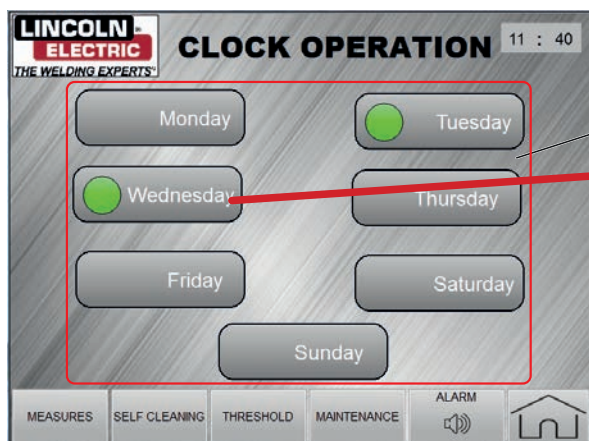 LINCOLN
ELECTRIC
THE WELDING EXPERTS®
CLOCK OPERATION
11 : 40
Monday
Tuesday
Wednesday
Thursday
Friday
Saturday
Sunday
MEASURES
SELF CLEANING
THRESHOLD
MAINTENANCE
ALARM